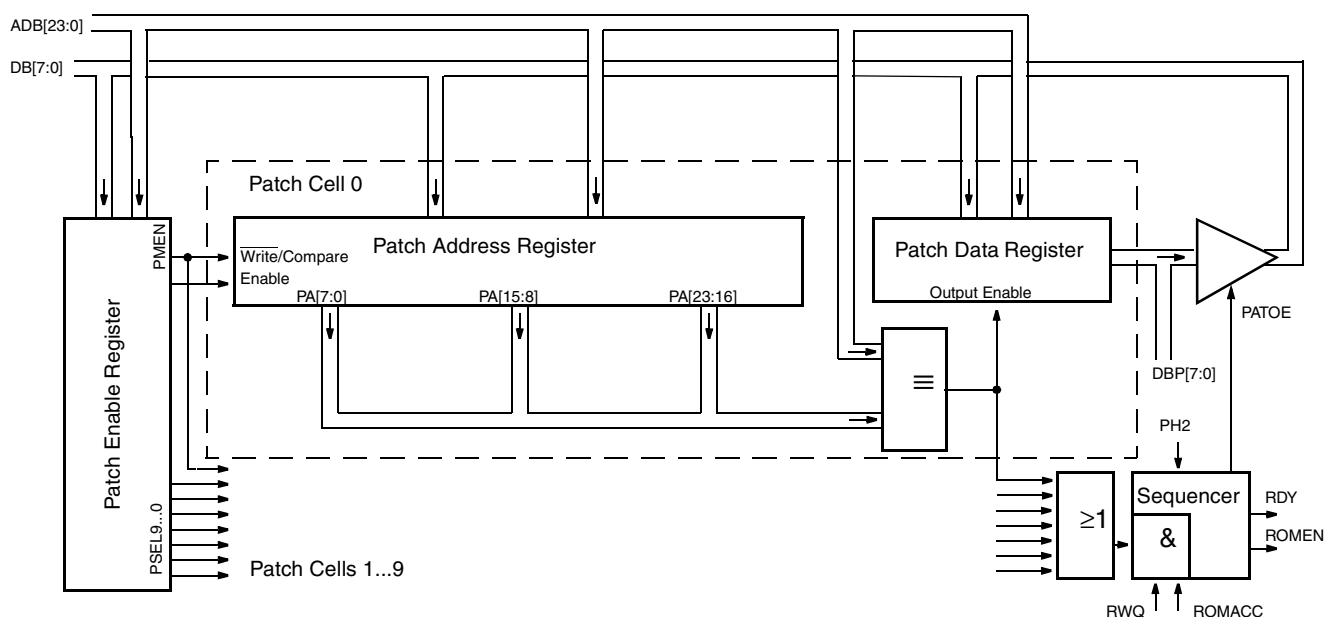 ADB[23:0]
DB[7:0]
Patch Cell 0
PMEN
Patch Address Register
Patch Data Register
Write/Compare
Enable
PA[7:0]
PA[15:8]
PA[23:16]
Output Enable
PATOE
Patch Enable Register
≡
DBP[7:0]
PH2
PSEL9...0
≥1
Sequencer
&
RDY
ROMEN
Patch Cells 1...9
RWQ
ROMACC